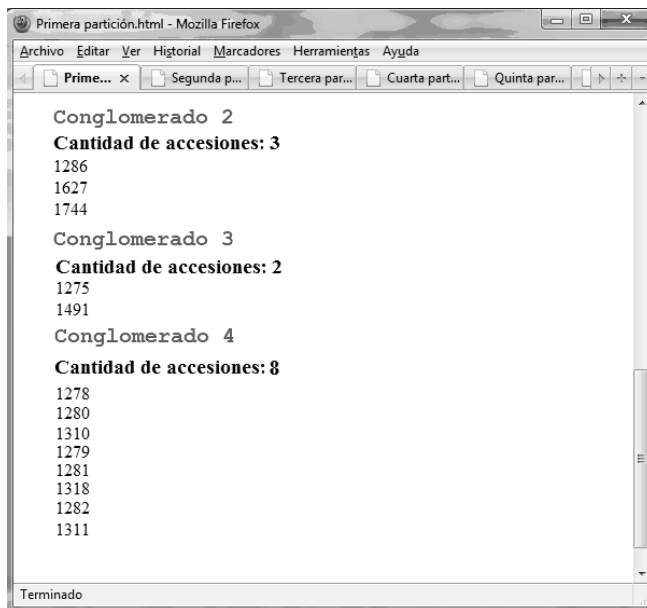 Primera partición.html - Mozilla Firefox
Archivo Editar Ver Historial Marcadores Herramientas Ayuda
Prime... × Segunda p... Tercera par... Cuarta part... Quinta par...
Conglomerado 2
Cantidad de accesiones: 3
1286
1627
1744
Conglomerado 3
Cantidad de accesiones: 2
1275
1491
Conglomerado 4
Cantidad de accesiones: 8
1278
1280
1310
1279
1281
1318
1282
1311
Terminado